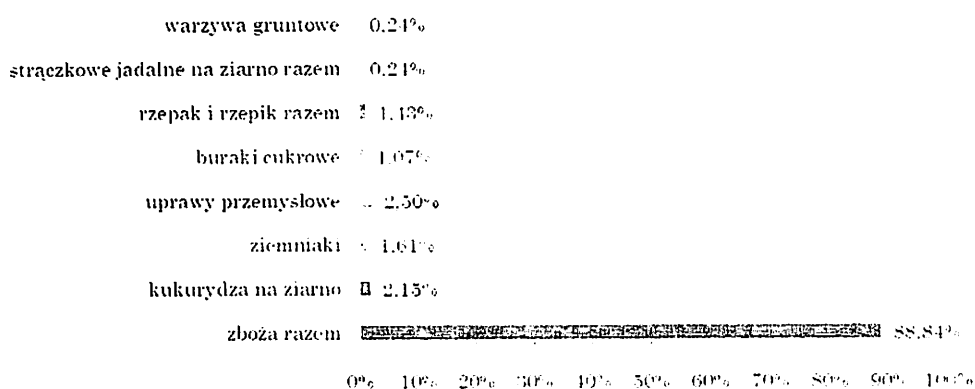 warzywa gruntowe 0.24%
strączkowe jadalne na ziarno razem 0.24%
rzepak i rzepik razem 1.43%
buraki cukrowe 1.07%
uprawy przemysłowe 2.50%
ziemniaki 1.61%
kukurydza na ziarno 2.15%
zboża razem 88.84%
0% 10% 20% 30% 40% 50% 60% 70% 80% 90% 100%